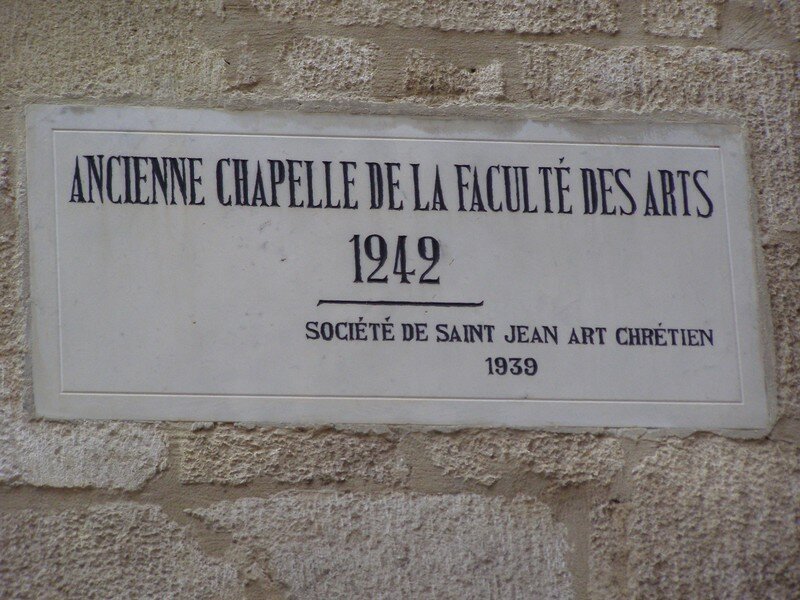 ANCIENNE CHAPELLE DE LA FACULTÉ DES ARTS
1242
SOCIÉTÉ DE SAINT JEAN ART CHRÉTIEN
1939